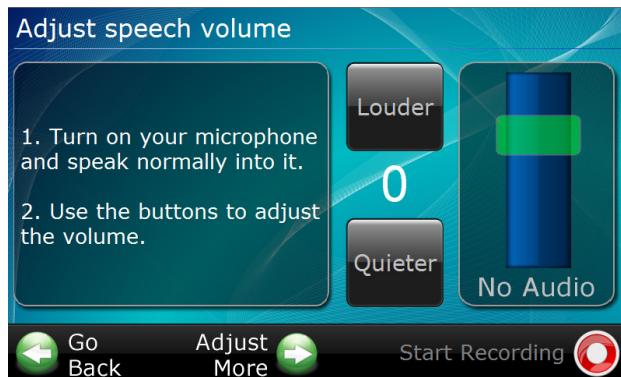 Adjust speech volume
1. Turn on your microphone
and speak normally into it.
2. Use the buttons to adjust
the volume.
Louder
0
Quieter
No Audio
Go
Back
Adjust
More
Start Recording